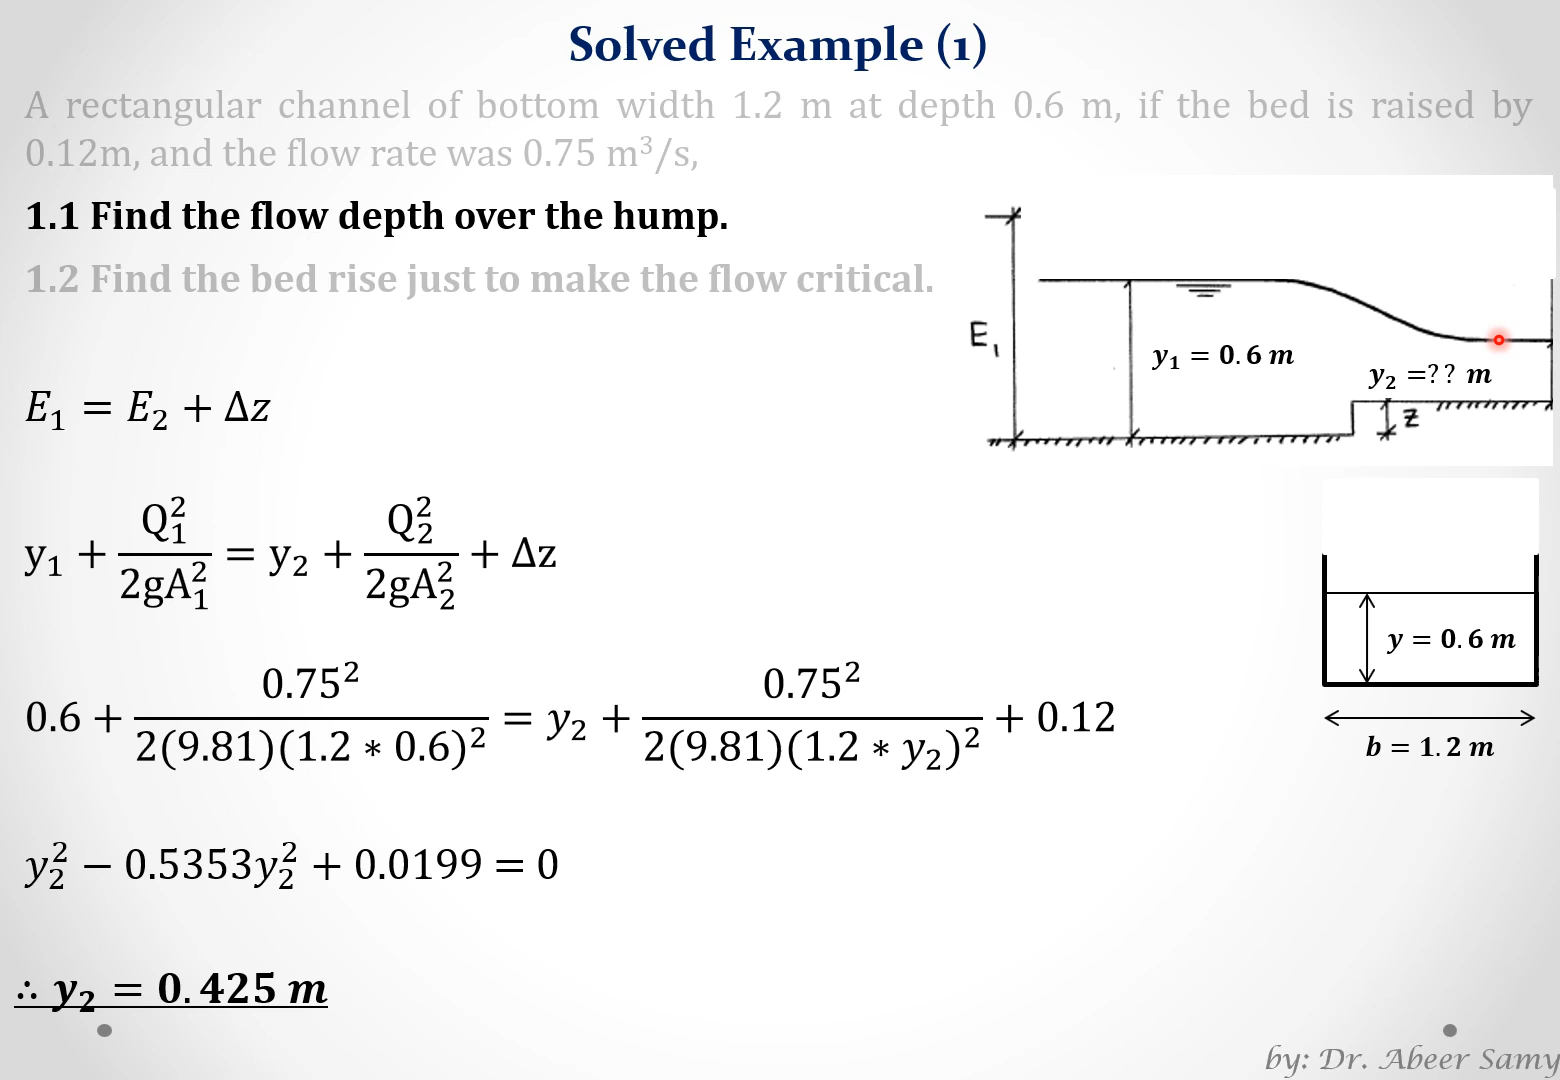 Solved Example (1)
A rectangular channel of bottom width 1.2 m at depth 0.6 m, if the bed is raised by
0.12m, and the flow rate was 0.75 m³/s,
1.1 Find the flow depth over the hump.
1.2 Find the bed rise just to make the flow critical.
E₁
y₁ = 0.6 m
y₂ =?? m
z
E₁ = E₂ + Δz
y₁ + Q₁²/2gA₁² = y₂ + Q₂²/2gA₂² + Δz
y = 0.6 m
b = 1.2 m
0.6 + 0.75²/2(9.81)(1.2 * 0.6)² = y₂ + 0.75²/2(9.81)(1.2 * y₂)² + 0.12
y₂² − 0.5353y₂² + 0.0199 = 0
∴ y₂ = 0.425 m
by: Dr. Abeer Samy